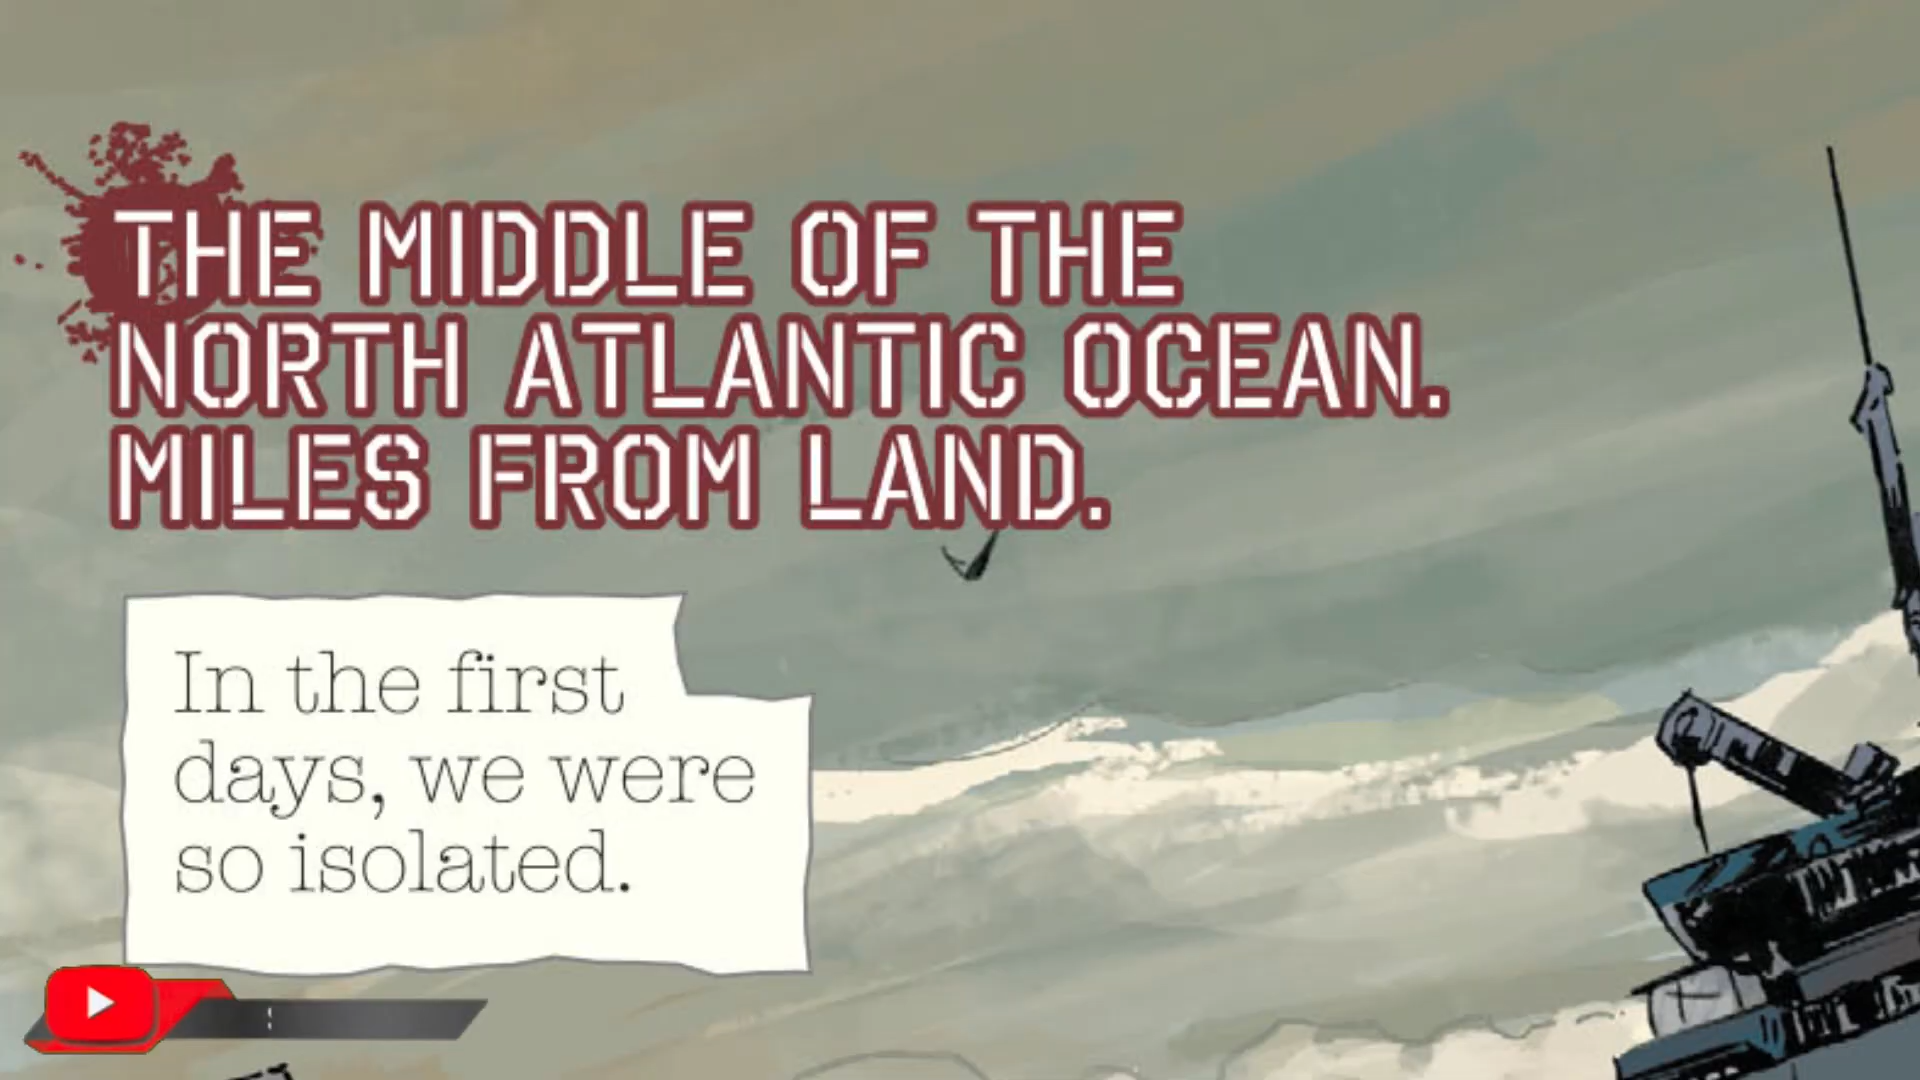 THE MIDDLE OF THE
NORTH ATLANTIC OCEAN.
MILES FROM LAND.
In the first
days, we were
so isolated.